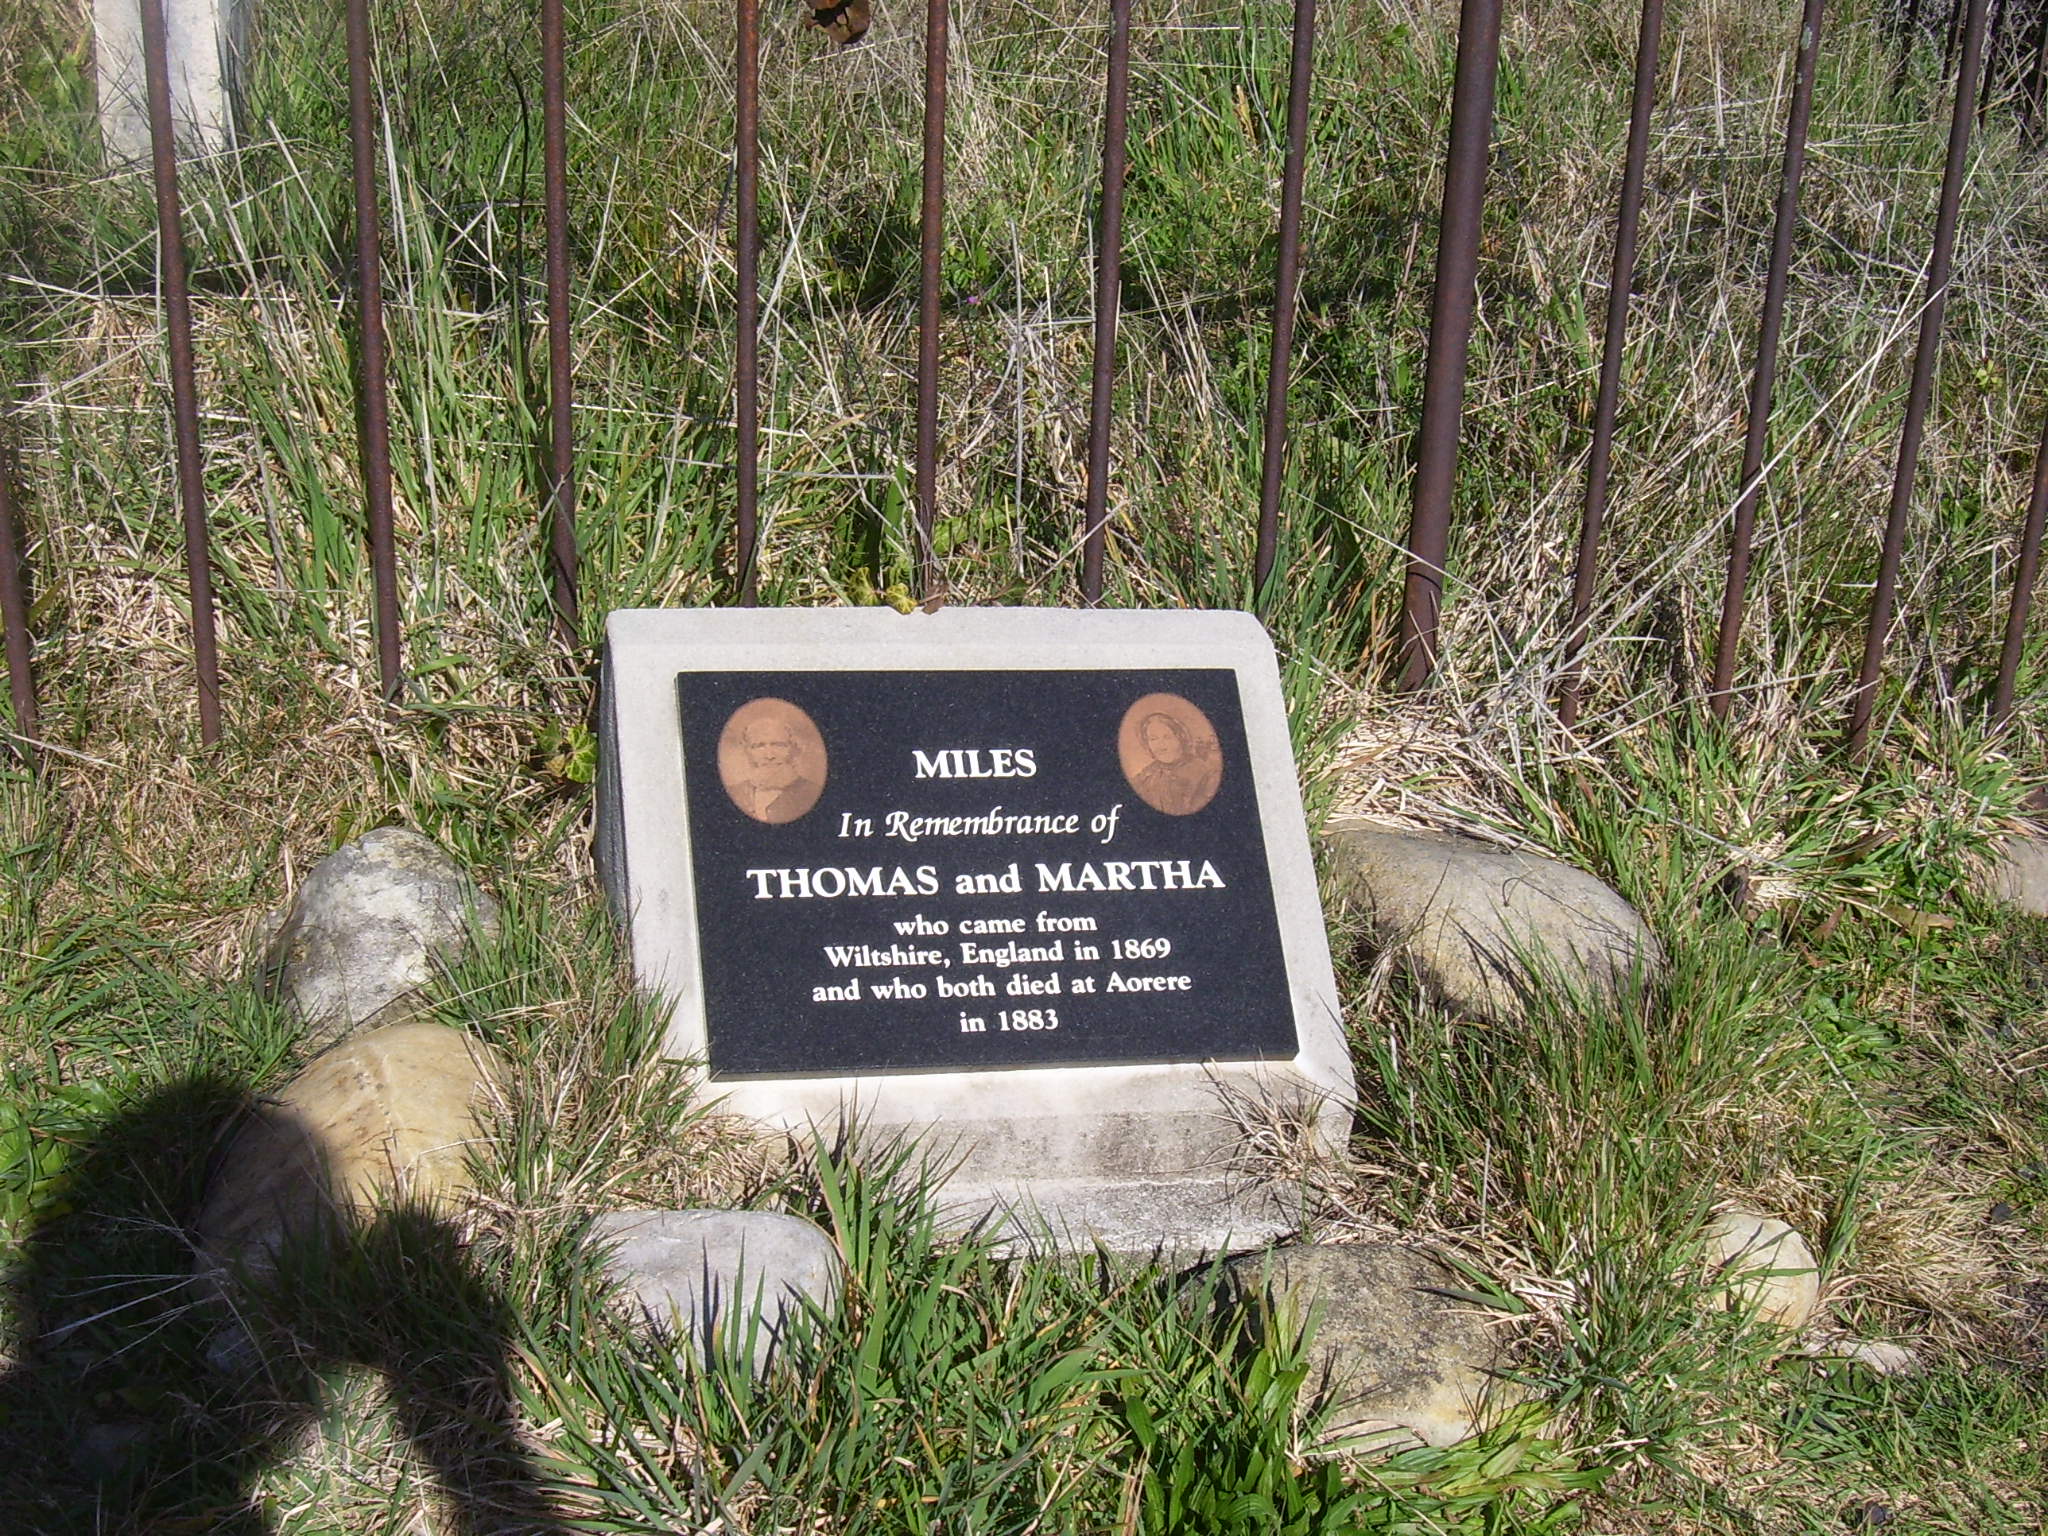 MILES
In Remembrance of
THOMAS and MARTHA
who came from
Wiltshire, England in 1869
and who both died at Aorere
in 1883